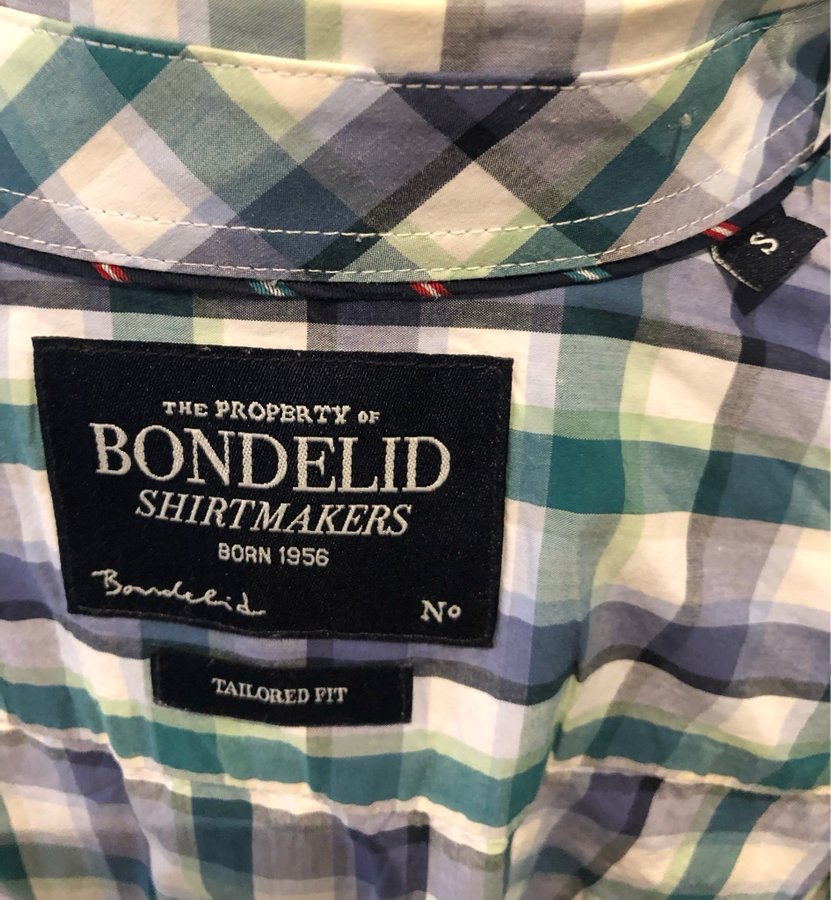 S
THE PROPERTY OF
BONDELID
SHIRTMAKERS
BORN 1956
Bondelid
Nº
TAILORED FIT